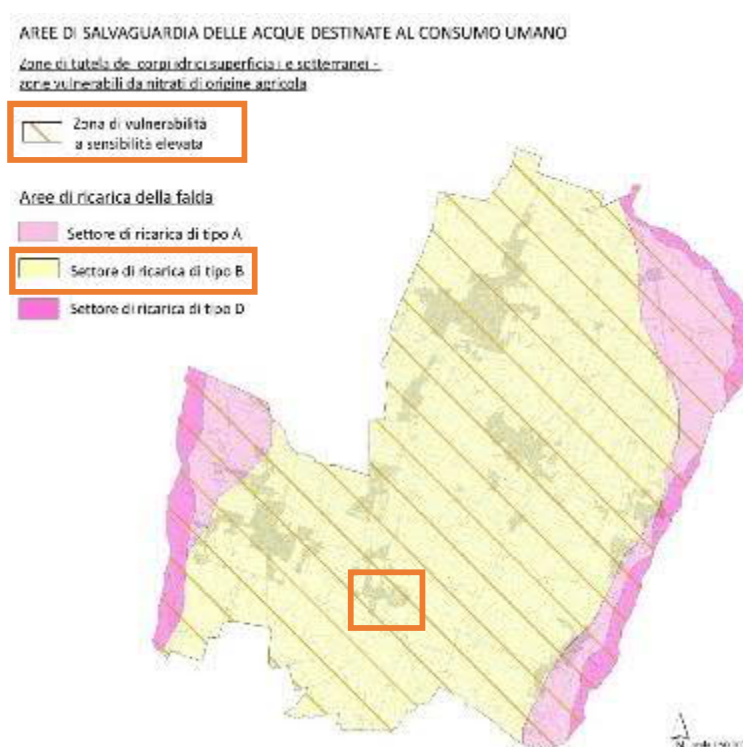 AREE DI SALVAGUARDIA DELLE ACQUE DESTINATE AL CONSUMO UMANO
Zone di tutela dei corpi idrici superficiali e sotterranei -
zone vulnerabili da nitrati di origine agricola
Zona di vulnerabilità
a sensibilità elevata
Aree di ricarica della falda
Settore di ricarica di tipo A
Settore di ricarica di tipo B
Settore di ricarica di tipo D